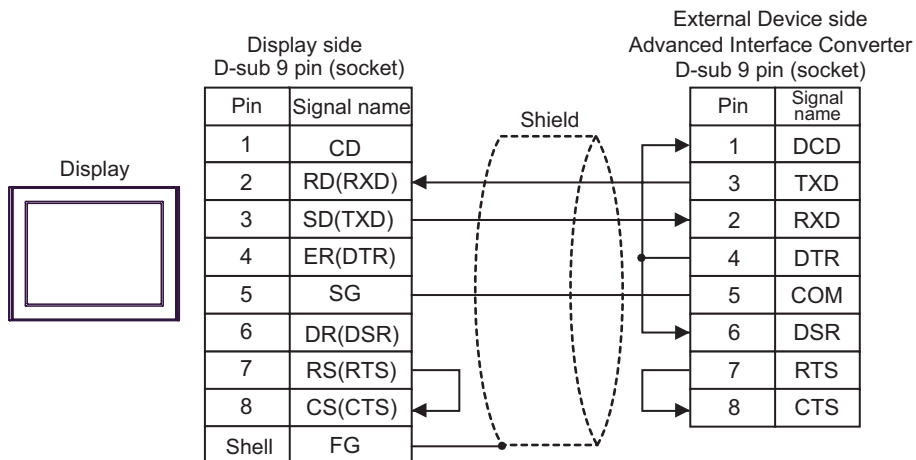 External Device side
Advanced Interface Converter
D-sub 9 pin (socket)
Display side
D-sub 9 pin (socket)
Display
Shield
Pin Signal name
1 CD
2 RD(RXD)
3 SD(TXD)
4 ER(DTR)
5 SG
6 DR(DSR)
7 RS(RTS)
8 CS(CTS)
Shell FG
Pin Signal name
1 DCD
3 TXD
2 RXD
4 DTR
5 COM
6 DSR
7 RTS
8 CTS